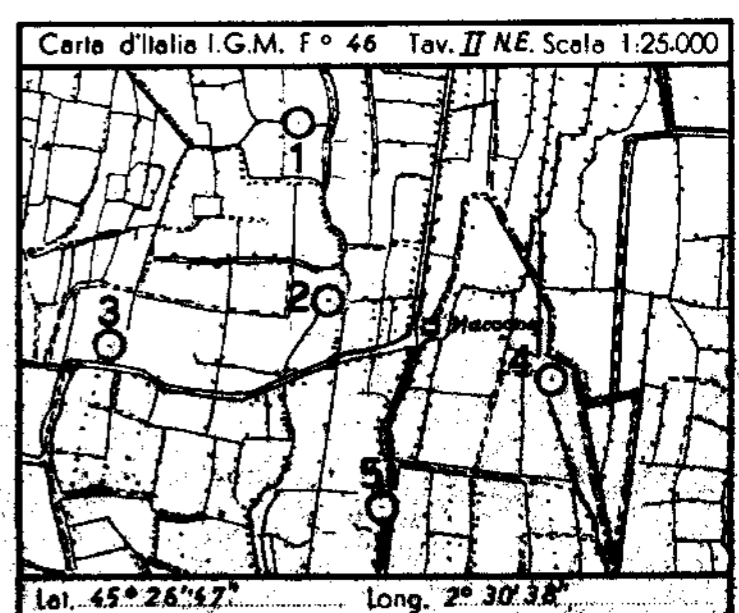 Carta d'Italia I.G.M. F° 46 Tav. II N.E. Scala 1:25.000
1
2
3
4
5
Lat. 45° 26' 47" Long. 2° 30' 38"